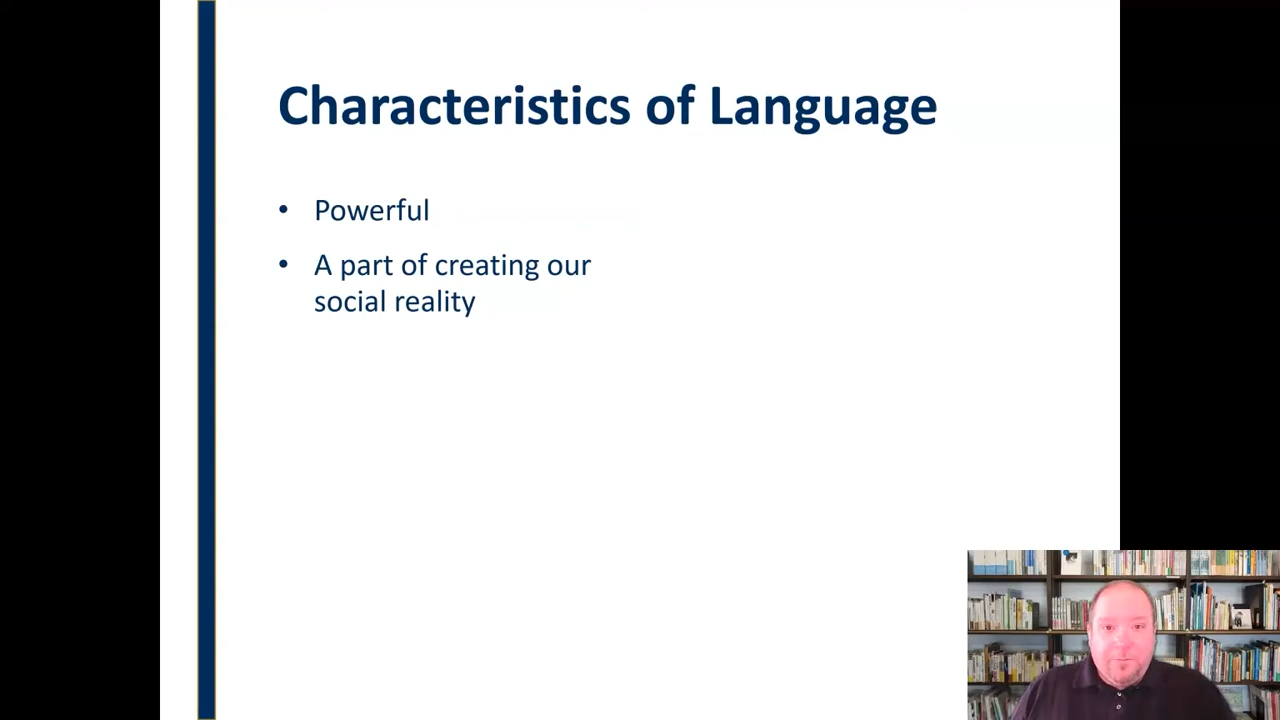 Characteristics of Language
• Powerful
• A part of creating our
social reality